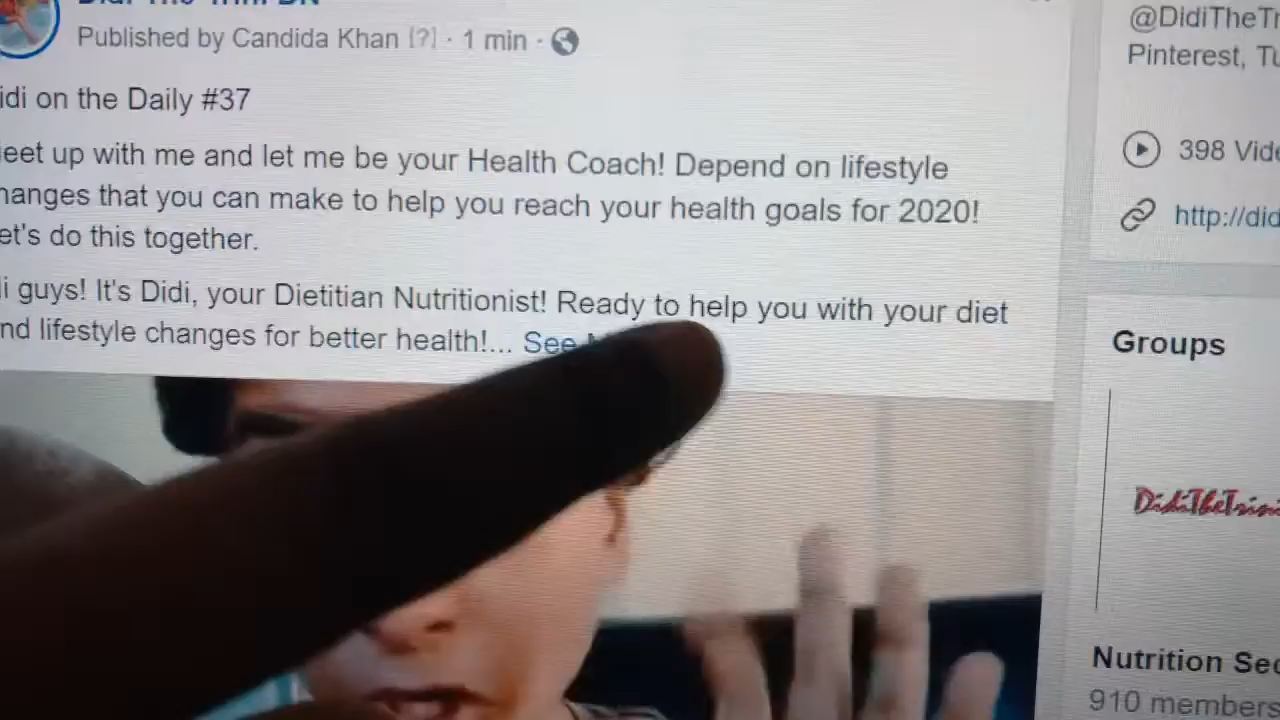 Published by Candida Khan [?] · 1 min ·
idi on the Daily #37
eet up with me and let me be your Health Coach! Depend on lifestyle
hanges that you can make to help you reach your health goals for 2020!
et's do this together.
i guys! It's Didi, your Dietitian Nutritionist! Ready to help you with your diet
nd lifestyle changes for better health!... See
@DidiTheTr
Pinterest, Tu
398 Vide
http://did
Groups
DidiTheTrini
Nutrition Sec
910 members